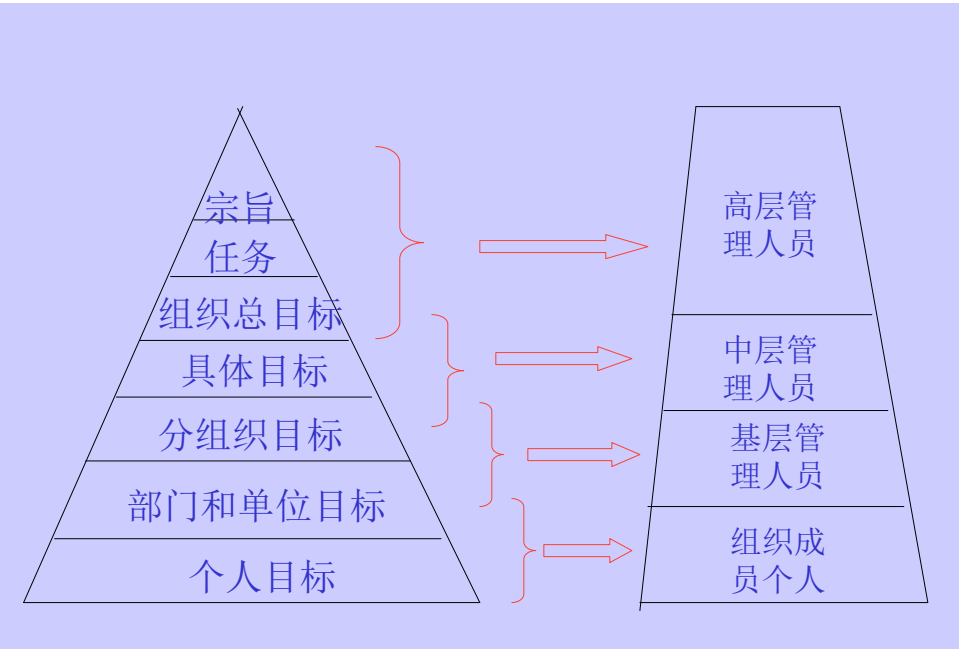 宗旨
任务
组织总目标
具体目标
分组织目标
部门和单位目标
个人目标
高层管
理人员
中层管
理人员
基层管
理人员
组织成
员个人